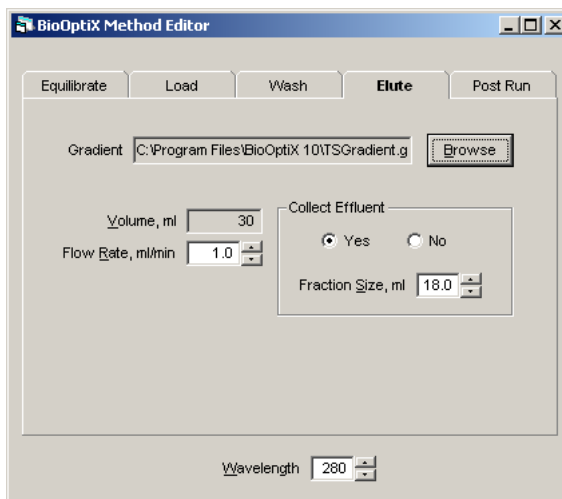 BioOptiX Method Editor
Equilibrate Load Wash Elute Post Run
Gradient C:\Program Files\BioOptiX 10\TSGradient.g Browse
Volume, ml 30
Flow Rate, ml/min 1.0
Collect Effluent
Yes No
Fraction Size, ml 18.0
Wavelength 280